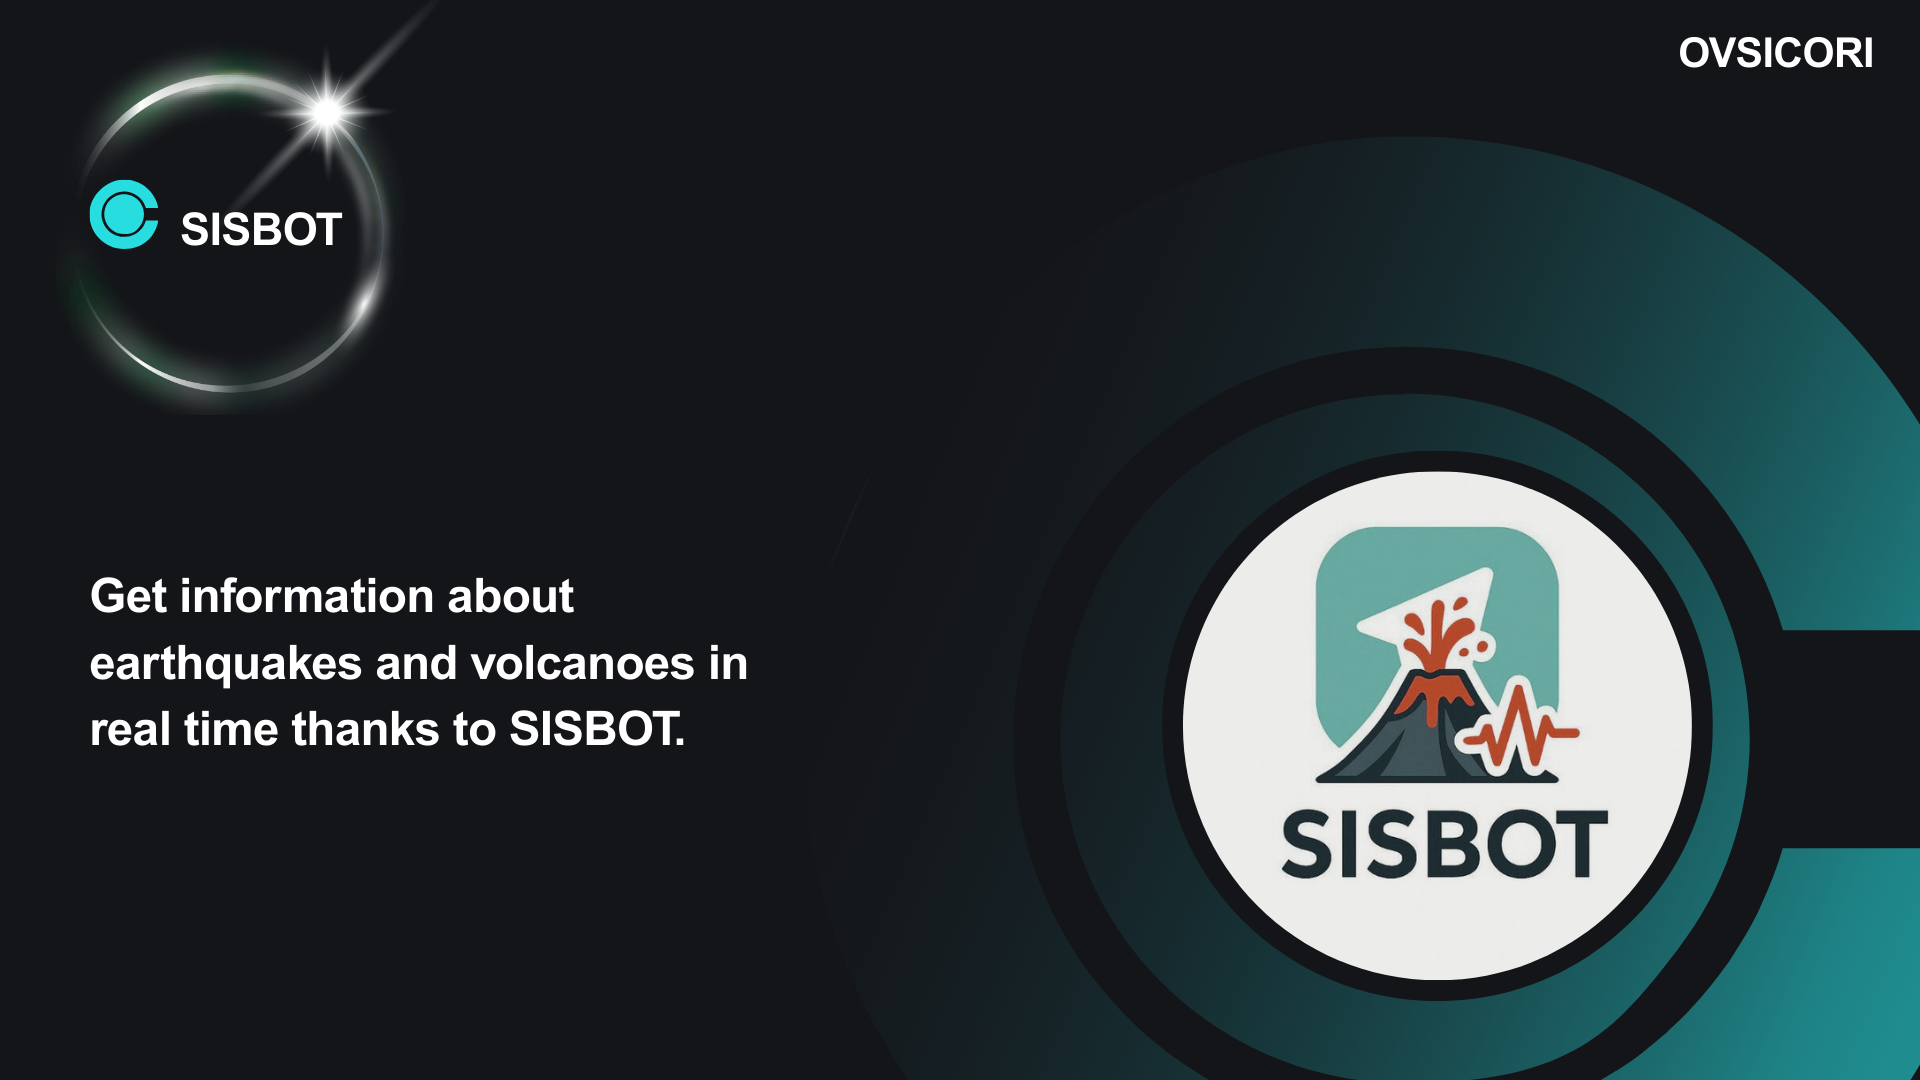 OVSICORI
SISBOT
Get information about
earthquakes and volcanoes in
real time thanks to SISBOT.
SISBOT